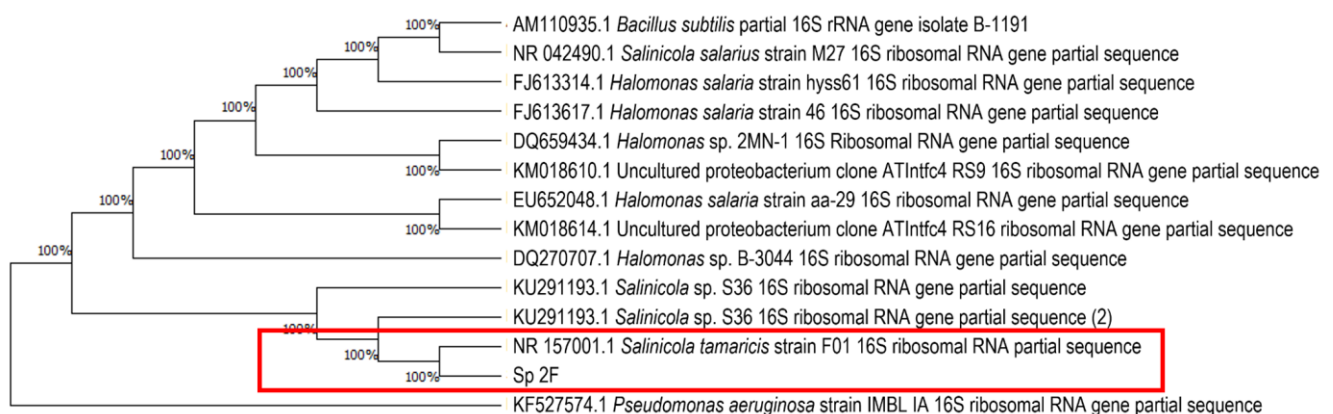 100%
AM110935.1 Bacillus subtilis partial 16S rRNA gene isolate B-1191
100%
NR 042490.1 Salinicola salarius strain M27 16S ribosomal RNA gene partial sequence
100%
FJ613314.1 Halomonas salaria strain hyss61 16S ribosomal RNA gene partial sequence
100%
FJ613617.1 Halomonas salaria strain 46 16S ribosomal RNA gene partial sequence
100%
DQ659434.1 Halomonas sp. 2MN-1 16S Ribosomal RNA gene partial sequence
100%
100%
KM018610.1 Uncultured proteobacterium clone ATIntfc4 RS9 16S ribosomal RNA gene partial sequence
100%
EU652048.1 Halomonas salaria strain aa-29 16S ribosomal RNA gene partial sequence
100%
KM018614.1 Uncultured proteobacterium clone ATIntfc4 RS16 ribosomal RNA gene partial sequence
100%
DQ270707.1 Halomonas sp. B-3044 16S ribosomal RNA gene partial sequence
KU291193.1 Salinicola sp. S36 16S ribosomal RNA gene partial sequence
KU291193.1 Salinicola sp. S36 16S ribosomal RNA gene partial sequence (2)
100%
NR 157001.1 Salinicola tamaricis strain F01 16S ribosomal RNA partial sequence
100%
100%
Sp 2F
KF527574.1 Pseudomonas aeruginosa strain IMBL IA 16S ribosomal RNA gene partial sequence